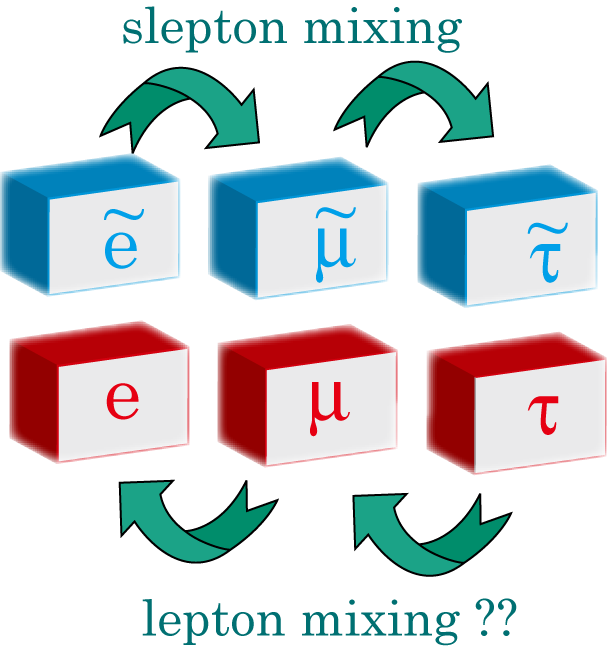 slepton mixing
ẽ μ̃ τ̃
e μ τ
lepton mixing ??